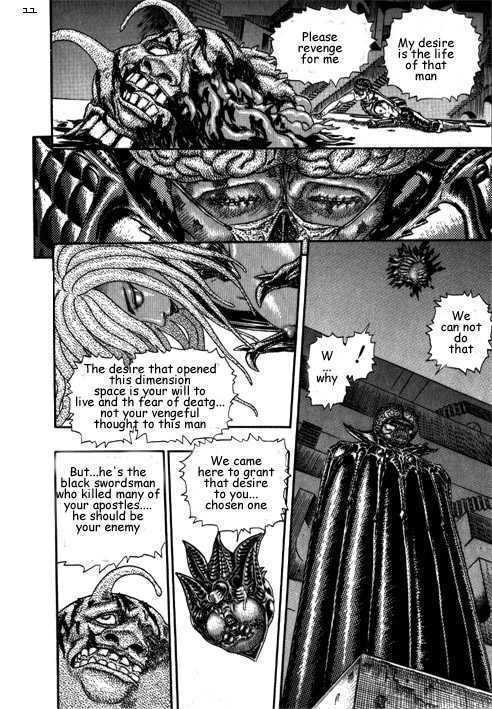 11
My desire
is the life
of that
man
Please
revenge
for me
We
can not
do
that
W
...
why
!
The desire that opened
this dimension
space is your will to
live and th fear of deatg...
not your vengeful
thought to this man
We came
here to grant
that desire
to you...
chosen one
But...he's the
black swordsman
who killed many of
your apostles....
he should be
your enemy